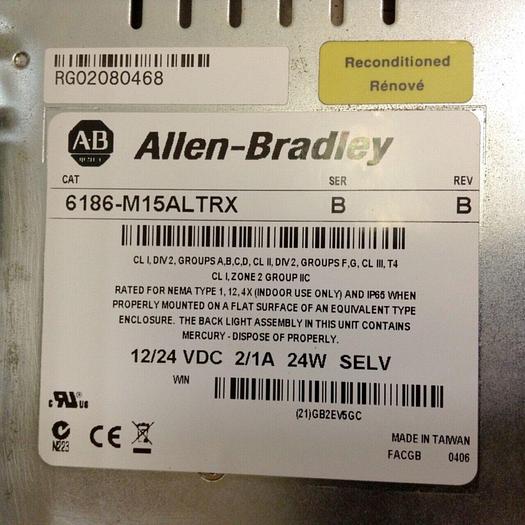 RG02080468
Reconditioned
Rénové
AB
Allen-Bradley
CAT SER REV
6186-M15ALTRX B B
CL I, DIV 2, GROUPS A,B,C,D, CL II, DIV 2, GROUPS F,G, CL III, T4
CL I, ZONE 2 GROUP IIC
RATED FOR NEMA TYPE 1, 12, 4X (INDOOR USE ONLY) AND IP65 WHEN
PROPERLY MOUNTED ON A FLAT SURFACE OF AN EQUIVALENT TYPE
ENCLOSURE. THE BACK LIGHT ASSEMBLY IN THIS UNIT CONTAINS
MERCURY - DISPOSE OF PROPERLY.
12/24 VDC 2/1A 24W SELV
WIN
(21)GB2EV5GC
c UL US
N223
CE
MADE IN TAIWAN
FACGB 0406